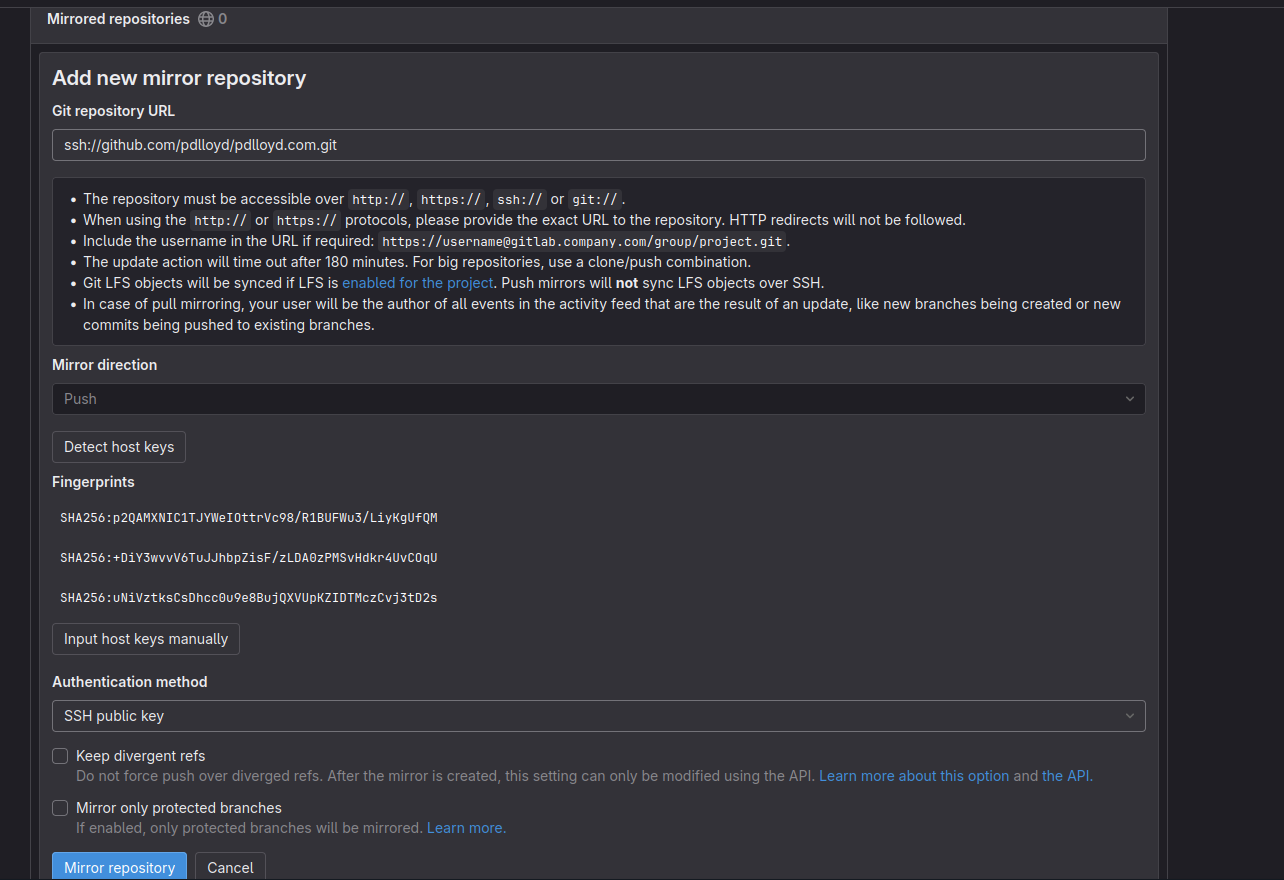 Mirrored repositories 0
Add new mirror repository
Git repository URL
ssh://github.com/pdlloyd/pdlloyd.com.git
• The repository must be accessible over http://, https://, ssh:// or git://.
• When using the http:// or https:// protocols, please provide the exact URL to the repository. HTTP redirects will not be followed.
• Include the username in the URL if required: https://username@gitlab.company.com/group/project.git.
• The update action will time out after 180 minutes. For big repositories, use a clone/push combination.
• Git LFS objects will be synced if LFS is enabled for the project. Push mirrors will not sync LFS objects over SSH.
• In case of pull mirroring, your user will be the author of all events in the activity feed that are the result of an update, like new branches being created or new
commits being pushed to existing branches.
Mirror direction
Push
Detect host keys
Fingerprints
SHA256:p2QAMXNIC1TJYWeIOttrVc98/R1BUFWu3/LiyKgUfQM
SHA256:+DiY3wvvV6TuJJhbpZisF/zLDA0zPMSvHdkr4UvCOqU
SHA256:uNiVztksCsDhcc0u9e8BujQXVUpKZIDTMczCvj3tD2s
Input host keys manually
Authentication method
SSH public key
Keep divergent refs
Do not force push over diverged refs. After the mirror is created, this setting can only be modified using the API. Learn more about this option and the API.
Mirror only protected branches
If enabled, only protected branches will be mirrored. Learn more.
Mirror repository Cancel